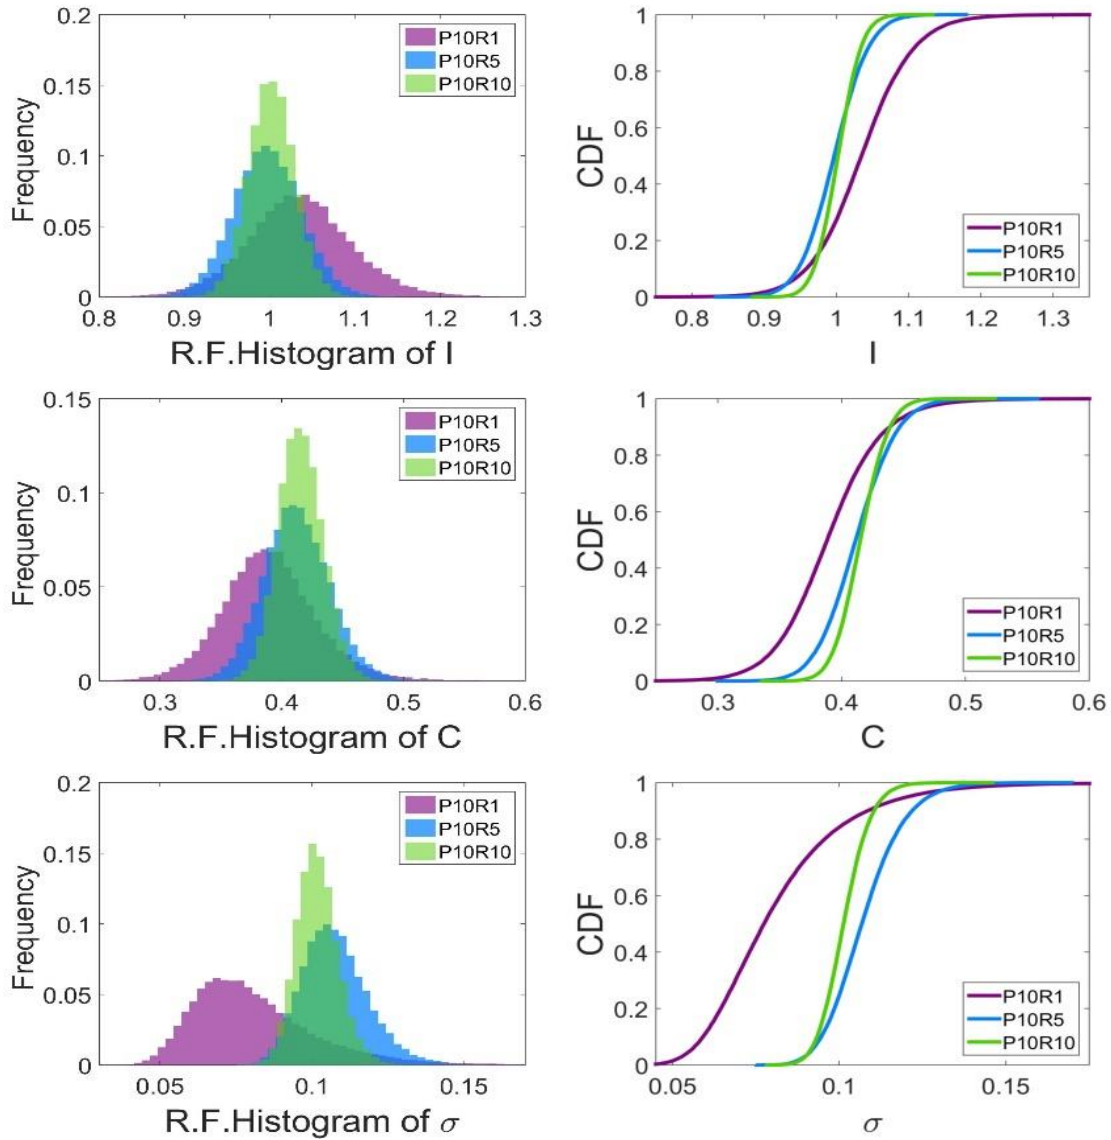 0.2
0.15
0.1
0.05
0
Frequency
P10R1
P10R5
P10R10
0.8 0.9 1 1.1 1.2 1.3
R.F.Histogram of I
1
0.8
0.6
0.4
0.2
0
CDF
P10R1
P10R5
P10R10
0.8 0.9 1 1.1 1.2 1.3
I
0.15
0.1
0.05
0
Frequency
P10R1
P10R5
P10R10
0.3 0.4 0.5 0.6
R.F.Histogram of C
1
0.8
0.6
0.4
0.2
0
CDF
P10R1
P10R5
P10R10
0.3 0.4 0.5 0.6
C
0.2
0.15
0.1
0.05
0
Frequency
P10R1
P10R5
P10R10
0.05 0.1 0.15
R.F.Histogram of σ
1
0.8
0.6
0.4
0.2
0
CDF
P10R1
P10R5
P10R10
0.05 0.1 0.15
σ